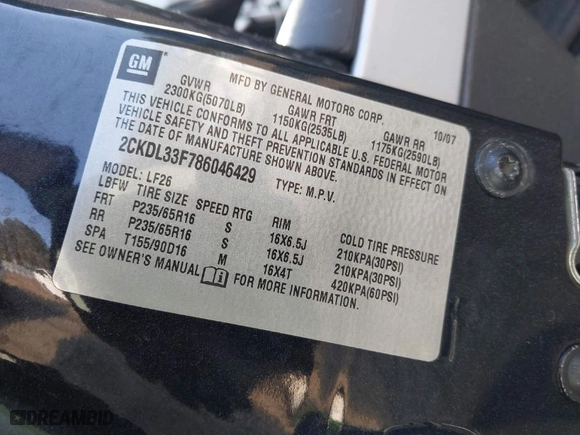 GM
MFD BY GENERAL MOTORS CORP.
10/07
GVWR GAWR FRT GAWR RR
2300KG(5070LB) 1150KG(2535LB) 1175KG(2590LB)
THIS VEHICLE CONFORMS TO ALL APPLICABLE U.S. FEDERAL MOTOR
VEHICLE SAFETY AND THEFT PREVENTION STANDARDS IN EFFECT ON
THE DATE OF MANUFACTURE SHOWN ABOVE.
2CKDL33F786046429 TYPE: M.P.V.
MODEL: LF26
LBFW TIRE SIZE SPEED RTG RIM COLD TIRE PRESSURE
FRT P235/65R16 S 16X6.5J 210KPA(30PSI)
RR P235/65R16 S 16X6.5J 210KPA(30PSI)
SPA T155/90D16 M 16X4T 420KPA(60PSI)
SEE OWNER'S MANUAL FOR MORE INFORMATION.
DREAMBID